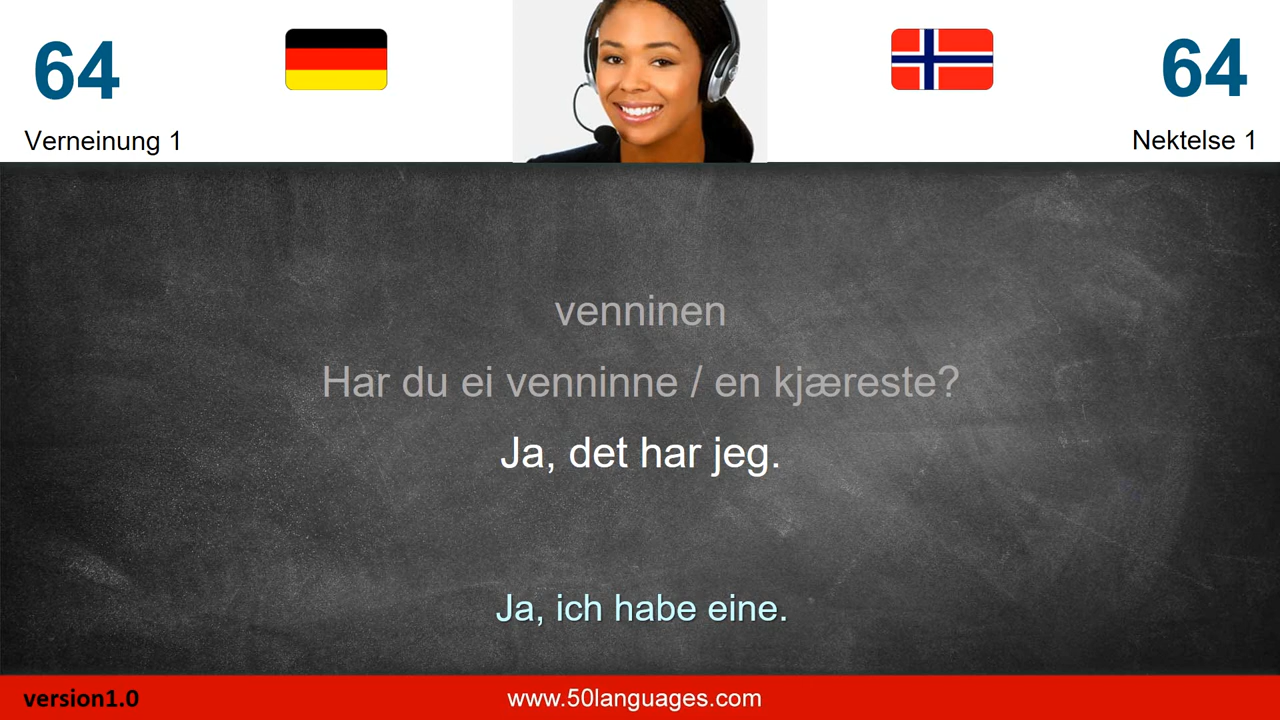 64
64
Verneinung 1
Nektelse 1
venninen
Har du ei venninne / en kjæreste?
Ja, det har jeg.
Ja, ich habe eine.
version1.0
www.50languages.com